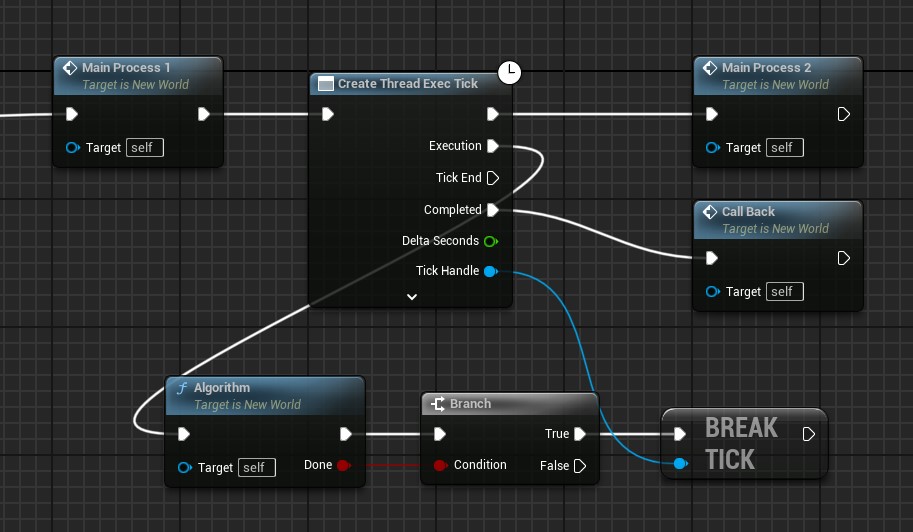 Main Process 1
Target is New World
Target self
Create Thread Exec Tick
Execution
Tick End
Completed
Delta Seconds
Tick Handle
Main Process 2
Target is New World
Target self
Call Back
Target is New World
Target self
Algorithm
Target is New World
Target self Done
Branch
True
Condition False
BREAK
TICK